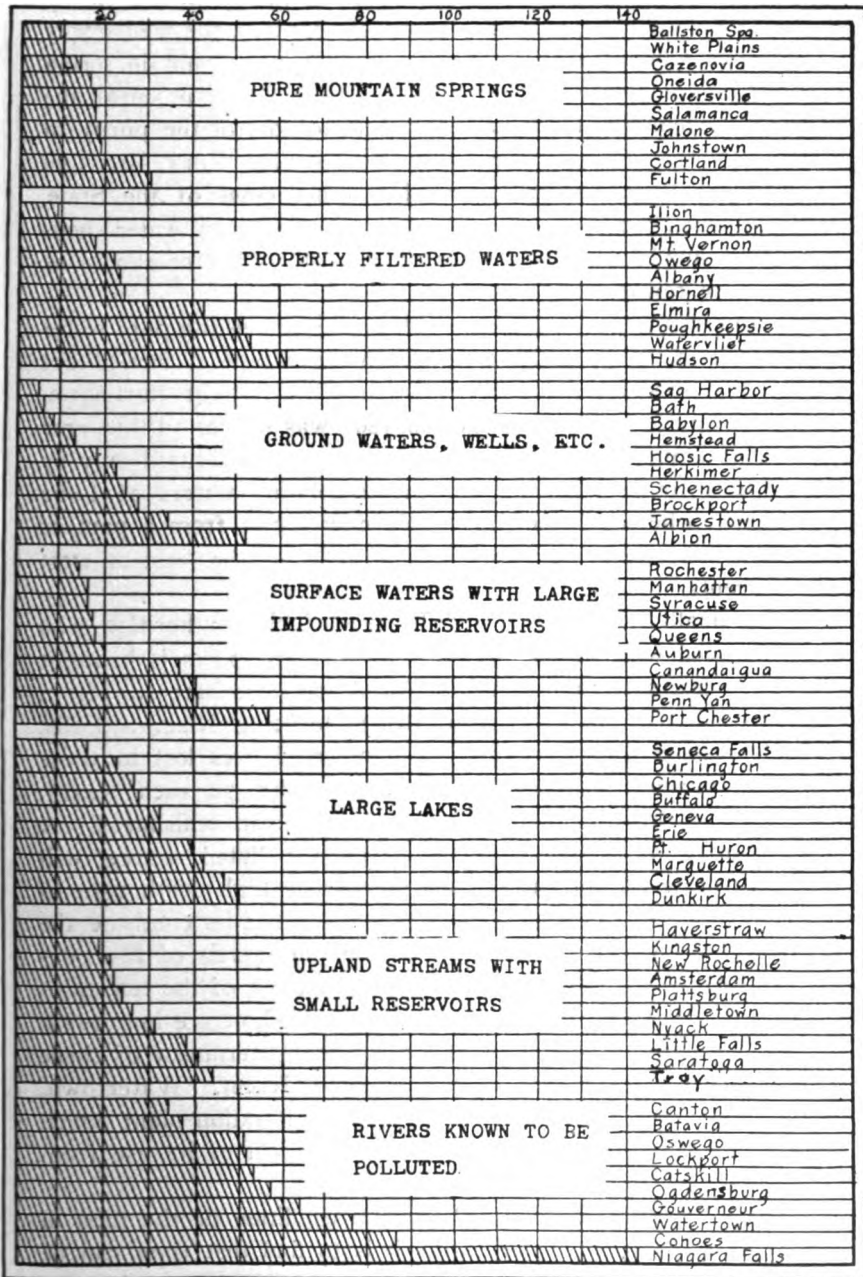 20 40 60 80 100 120 140
Ballston Spa.
White Plains
Cazenovia
PURE MOUNTAIN SPRINGS
Oneida
Gloversville
Salamanca
Malone
Johnstown
Cortland
Fulton
Ilion
Binghamton
Mt. Vernon
PROPERLY FILTERED WATERS
Owego
Albany
Hornell
Elmira
Poughkeepsie
Watervliet
Hudson
Sag Harbor
Bath
Babylon
GROUND WATERS, WELLS, ETC.
Hemstead
Hoosic Falls
Herkimer
Schenectady
Brockport
Jamestown
Albion
Rochester
SURFACE WATERS WITH LARGE
IMPOUNDING RESERVOIRS
Manhattan
Syracuse
Utica
Queens
Auburn
Canandaigua
Newburg
Penn Yan
Port Chester
Seneca Falls
Burlington
Chicago
LARGE LAKES
Buffalo
Geneva
Erie
Pt. Huron
Marquette
Cleveland
Dunkirk
Haverstraw
Kingston
UPLAND STREAMS WITH
SMALL RESERVOIRS
New Rochelle
Amsterdam
Plattsburg
Middletown
Nyack
Little Falls
Saratoga
Troy
Canton
Batavia
RIVERS KNOWN TO BE
POLLUTED
Oswego
Lockport
Catskill
Ogdensburg
Gouverneur
Watertown
Cohoes
Niagara Falls